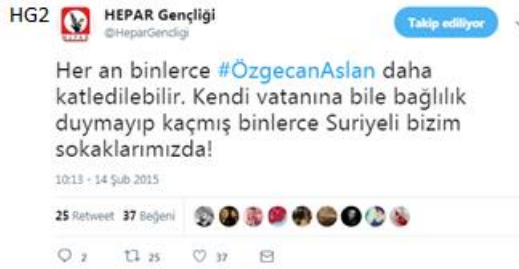 HG2
HEPAR
HEPAR Gençliği
@HeparGencligi
Takip ediliyor
Her an binlerce #ÖzgecanAslan daha
katledilebilir. Kendi vatanına bile bağlılık
duymayıp kaçmış binlerce Suriyeli bizim
sokaklarımızda!
10:13 - 14 Şub 2015
25 Retweet 37 Beğeni
2 25 37